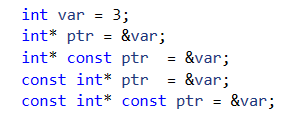 int var = 3;
int* ptr = &var;
int* const ptr  = &var;
const int* ptr  = &var;
const int* const ptr = &var;